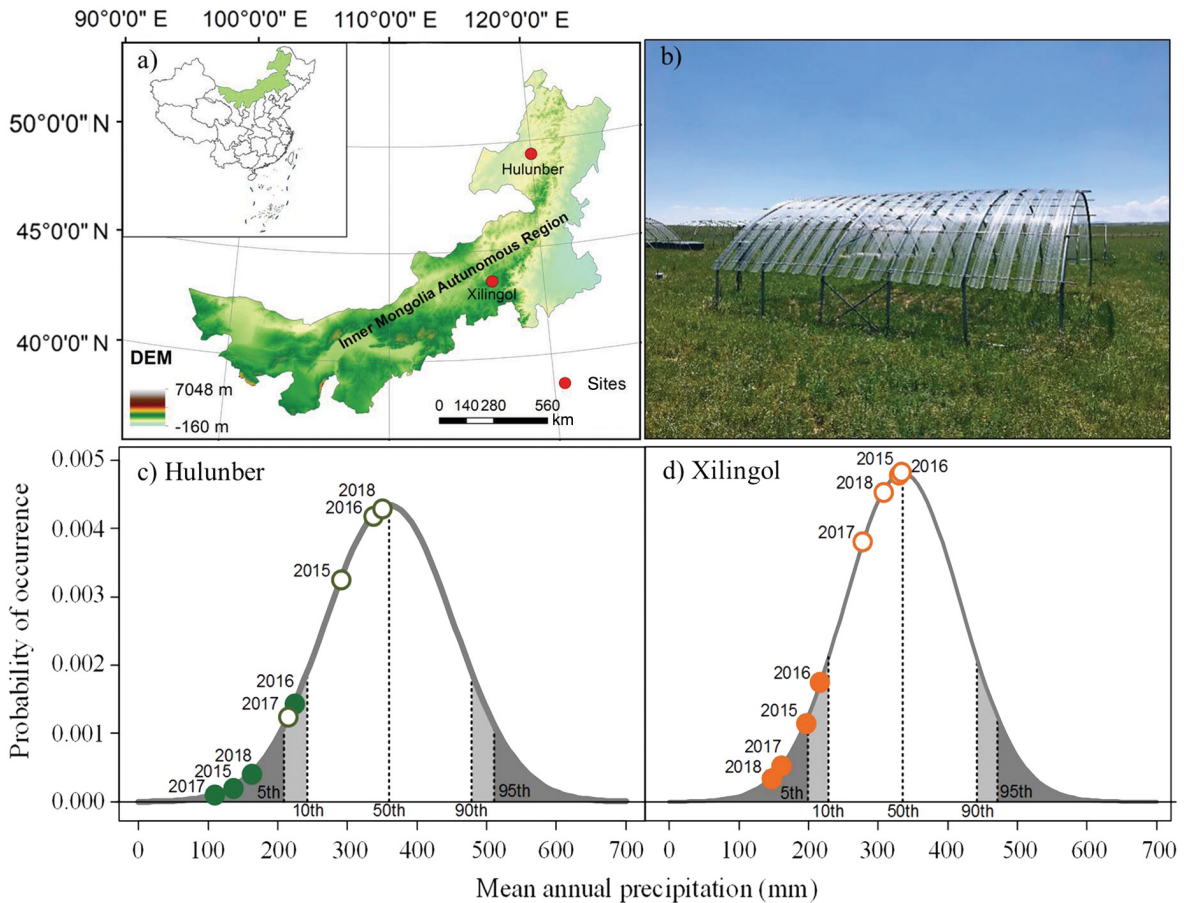 90°0'0" E 100°0'0" E 110°0'0" E 120°0'0" E
a)
50°0'0" N
45°0'0" N
40°0'0" N
Hulunber
Inner Mongolia Autunomous Region
Xilingol
DEM
7048 m
-160 m
Sites
0 140 280 560
km
b)
Probability of occurrence
0.005
0.004
0.003
0.002
0.001
0.000
c) Hulunber
2018
2016
2015
2016
2017
2018
2015
2017
5th
10th
50th
90th
95th
0 100 200 300 400 500 600 700
d) Xilingol
2015
2016
2018
2017
2016
2015
2017
2018
5th
10th
50th
90th
95th
0 100 200 300 400 500 600 700
Mean annual precipitation (mm)